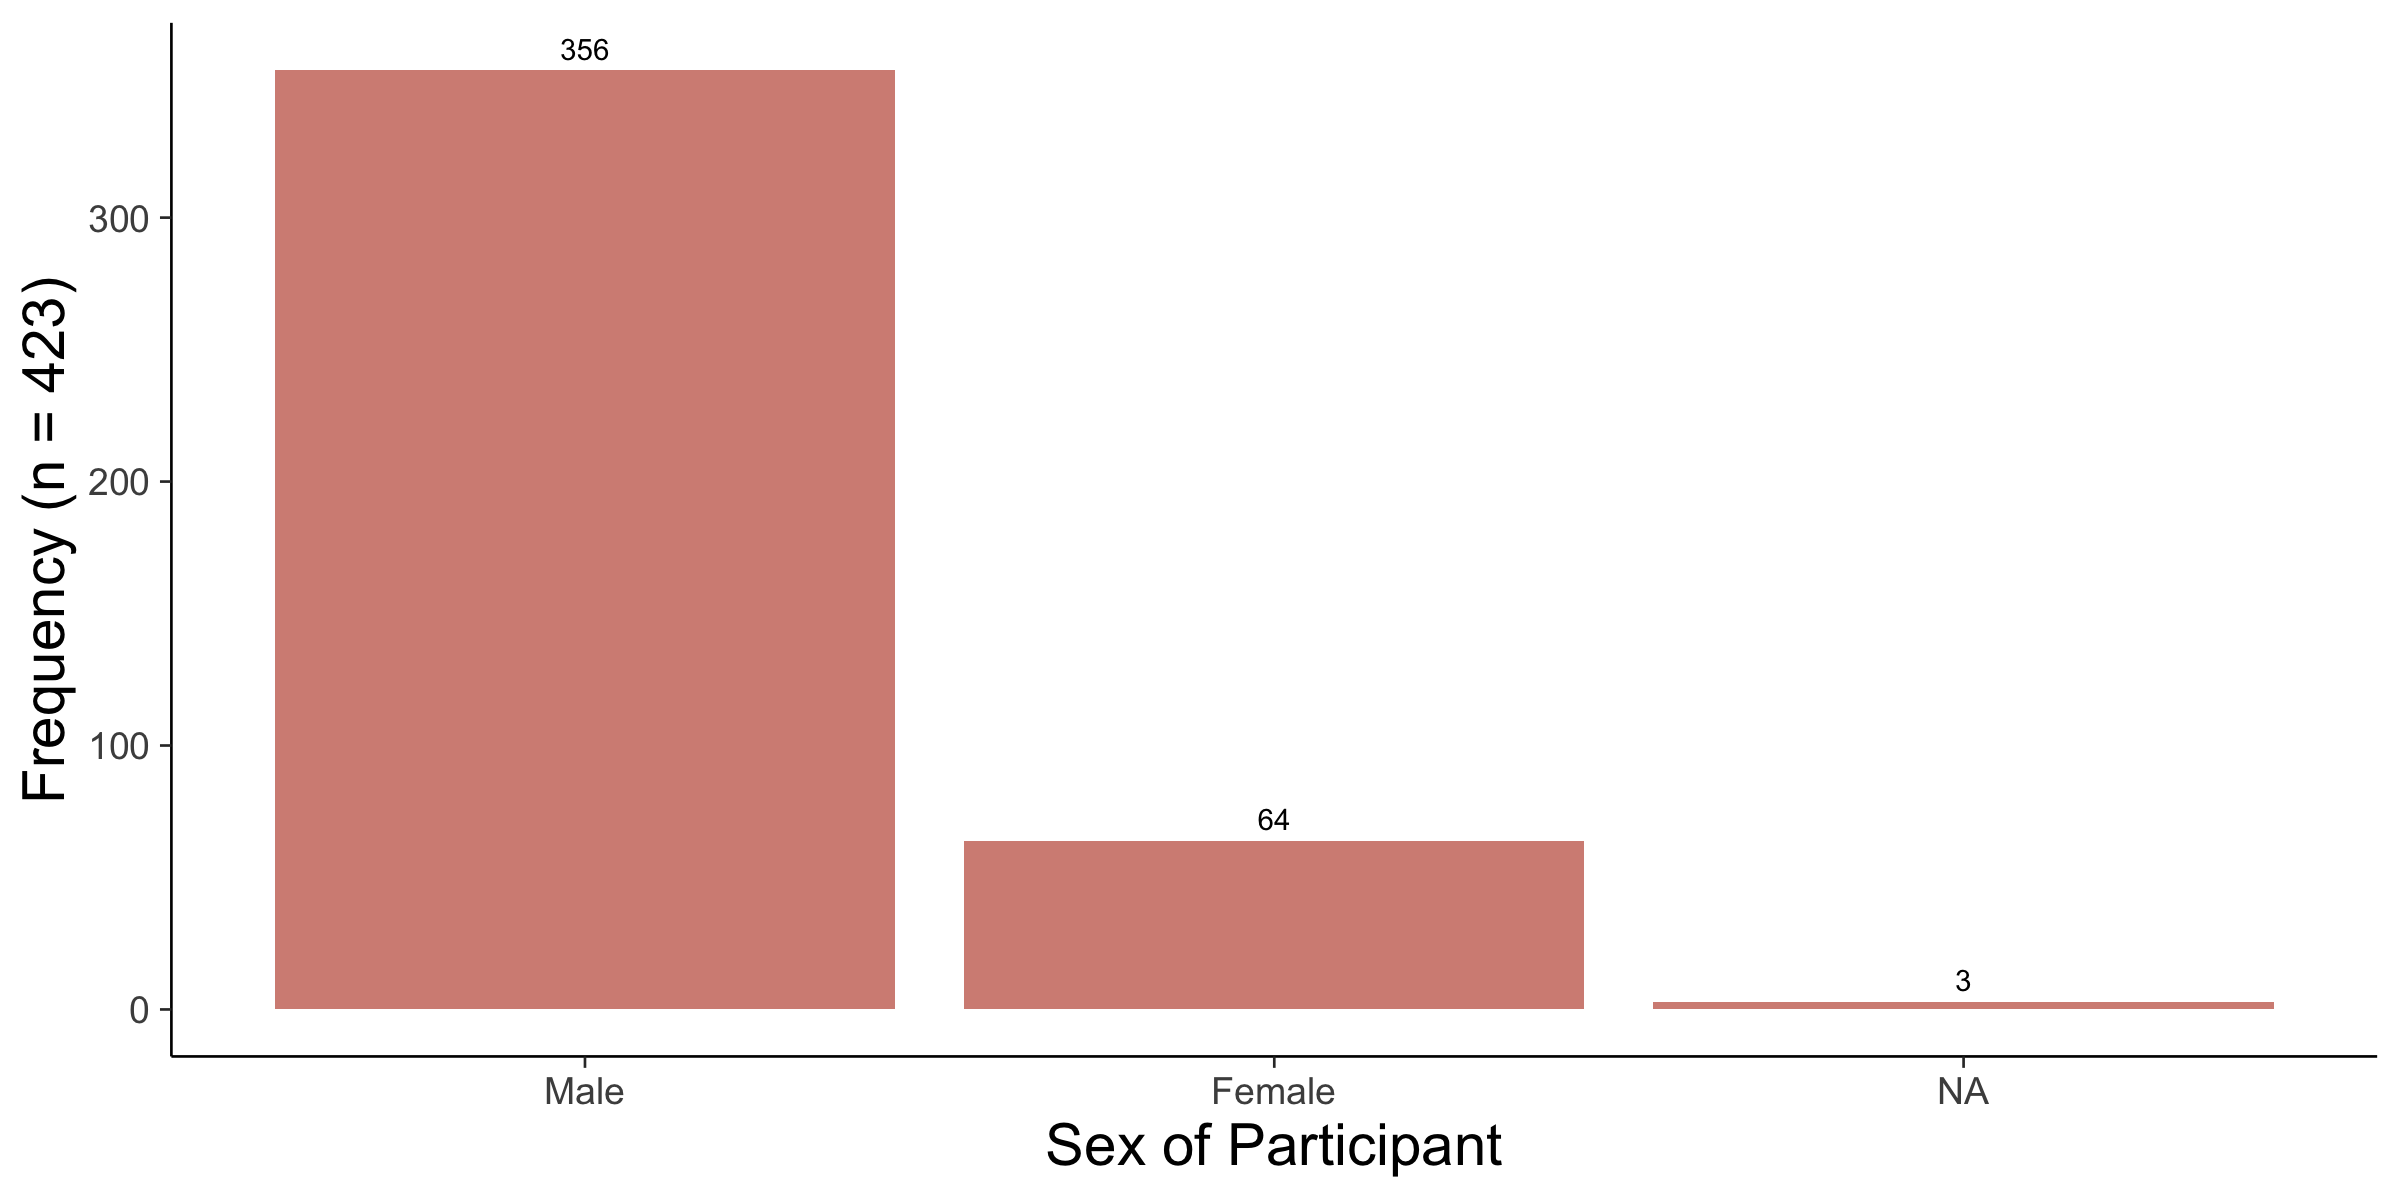 Frequency (n = 423)
300
200
100
0
356
64
3
Male
Female
NA
Sex of Participant